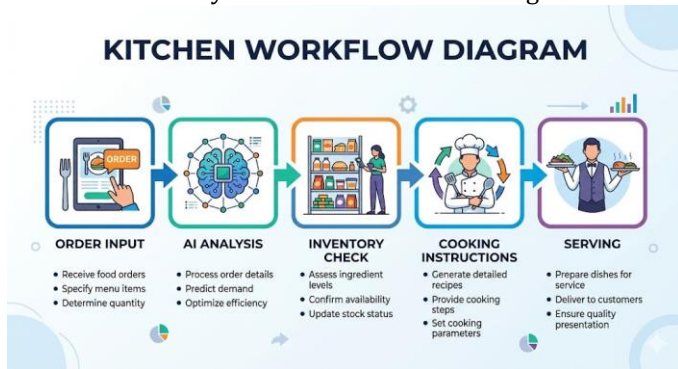 KITCHEN WORKFLOW DIAGRAM
ORDER
ORDER INPUT
• Receive food orders
• Specify menu items
• Determine quantity
AI ANALYSIS
• Process order details
• Predict demand
• Optimize efficiency
INVENTORY
CHECK
• Assess ingredient
levels
• Confirm availability
• Update stock status
COOKING
INSTRUCTIONS
• Generate detailed
recipes
• Provide cooking
steps
• Set cooking
parameters
SERVING
• Prepare dishes for
service
• Deliver to customers
• Ensure quality
presentation